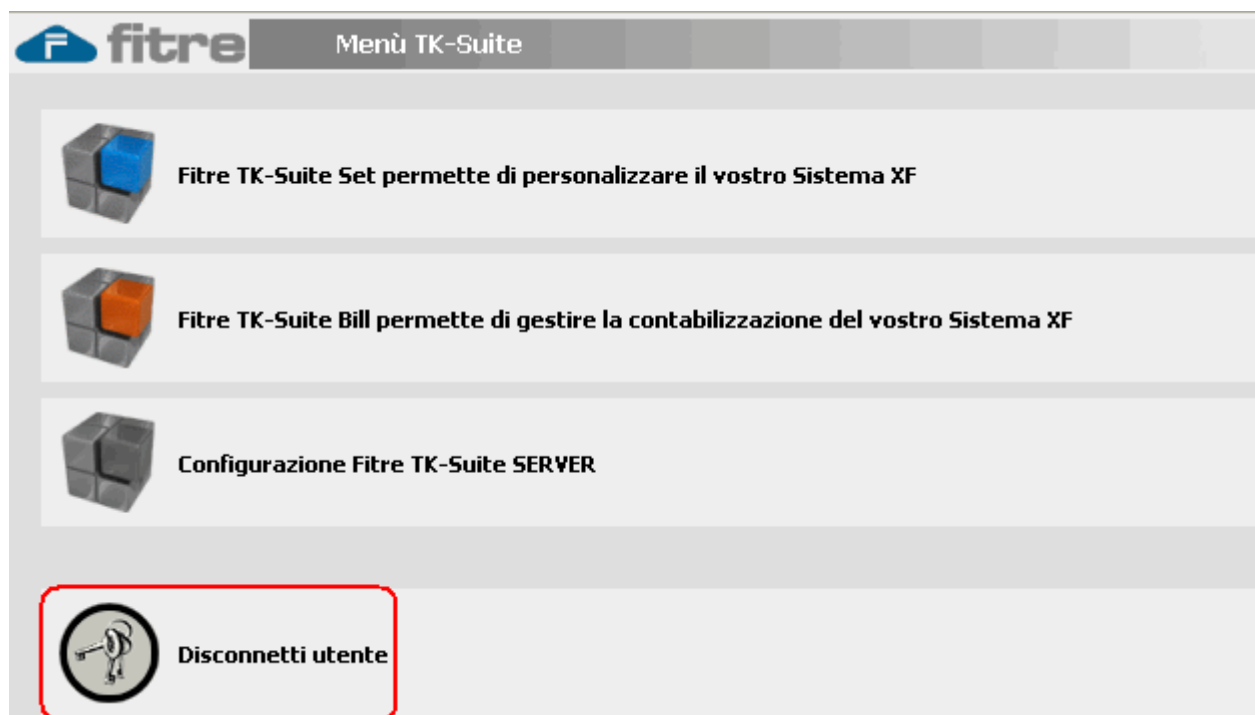 fitre
Menù TK-Suite
Fitre TK-Suite Set permette di personalizzare il vostro Sistema XF
Fitre TK-Suite Bill permette di gestire la contabilizzazione del vostro Sistema XF
Configurazione Fitre TK-Suite SERVER
Disconnetti utente